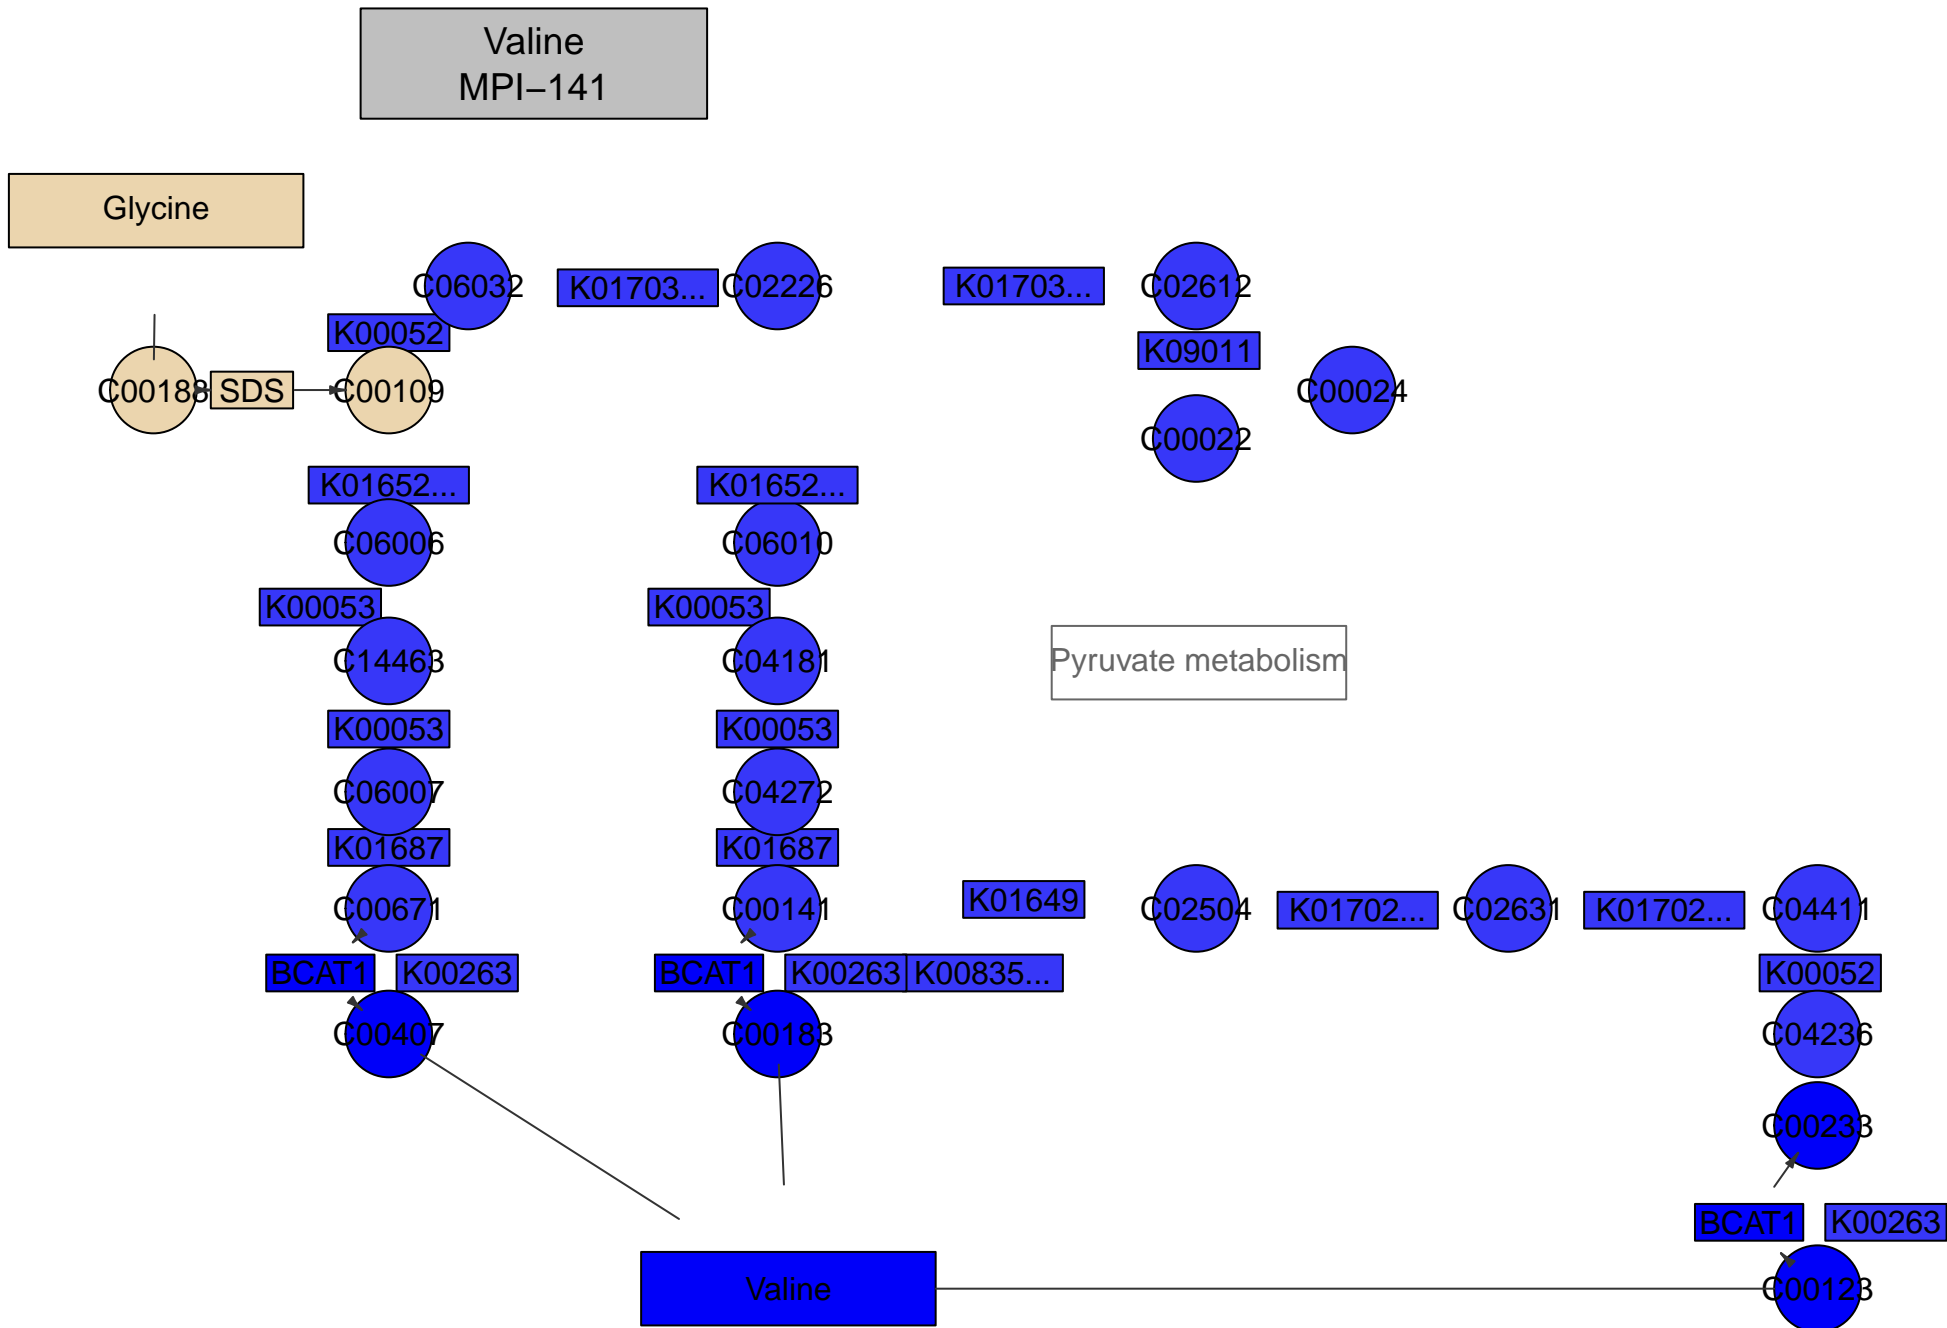 Valine
MPI−141
Glycine
C06032
K01703...
C02226
K01703...
C02612
K00052
K09011
C00188
SDS
C00109
C00024
C00022
K01652...
K01652...
C06006
C06010
K00053
K00053
C14463
C04181
Pyruvate metabolism
K00053
K00053
C06007
C04272
K01687
K01687
C00671
C00141
K01649
C02504
K01702...
C02631
K01702...
C04411
BCAT1
K00263
BCAT1
K00263
K00835...
K00052
C00407
C00183
C04236
C00233
BCAT1
K00263
Valine
C00123